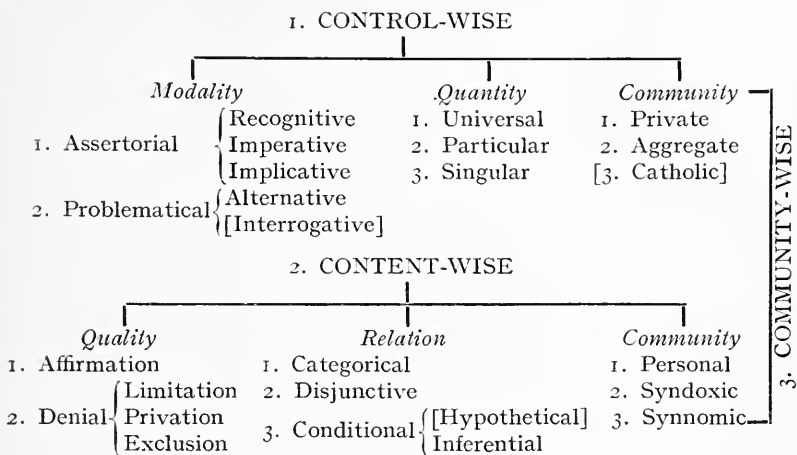 1. CONTROL-WISE
Modality Quantity Community
1. Assertorial
Recognitive
Imperative
Implicative
2. Problematical
Alternative
[Interrogative]
1. Universal
2. Particular
3. Singular
1. Private
2. Aggregate
[3. Catholic]
2. CONTENT-WISE
Quality Relation Community
1. Affirmation
2. Denial
Limitation
Privation
Exclusion
1. Categorical
2. Disjunctive
3. Conditional
[Hypothetical]
Inferential
1. Personal
2. Syndoxic
3. Synnomic
3. COMMUNITY-WISE